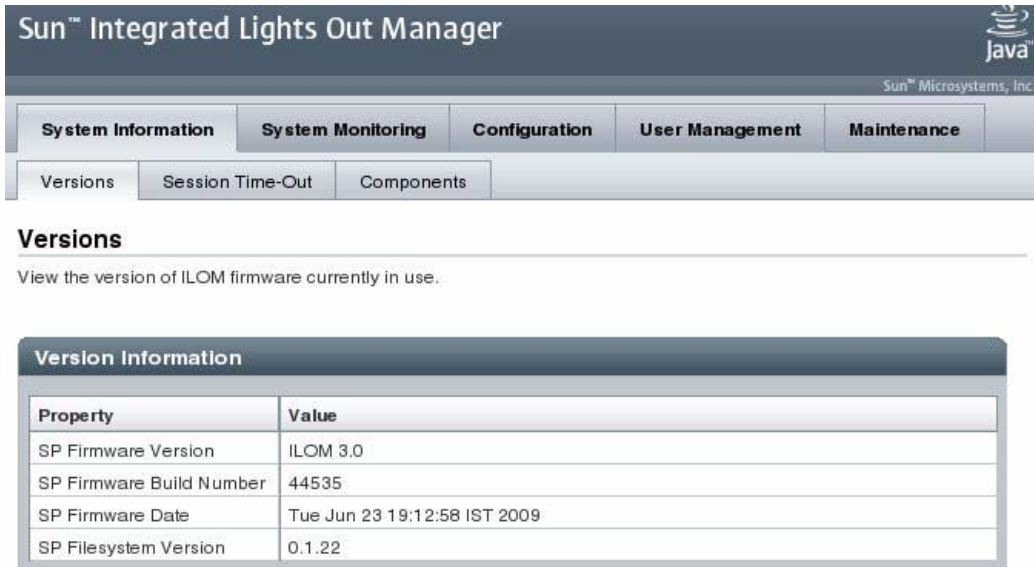 Sun™ Integrated Lights Out Manager
Java™
Sun™ Microsystems, Inc.
System Information System Monitoring Configuration User Management Maintenance
Versions Session Time-Out Components
Versions
View the version of ILOM firmware currently in use.
Version Information
Property Value
SP Firmware Version ILOM 3.0
SP Firmware Build Number 44535
SP Firmware Date Tue Jun 23 19:12:58 IST 2009
SP Filesystem Version 0.1.22